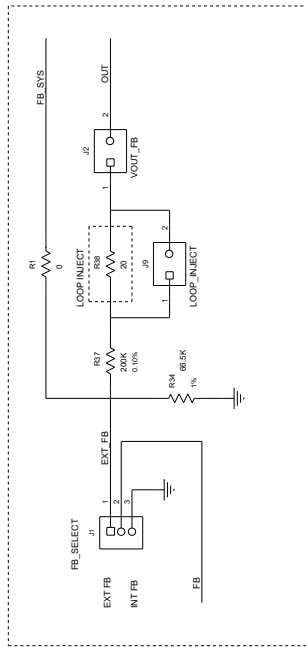 FB_SYS
OUT
R1
0
J2
2
1
VOUT_FB
LOOP INJECT
R38
20
J9
2
1
LOOP_INJECT
R37
200K
0.10%
R34
66.5K
1%
EXT_FB
FB_SELECT
J1
1
2
3
EXT FB
INT FB
FB